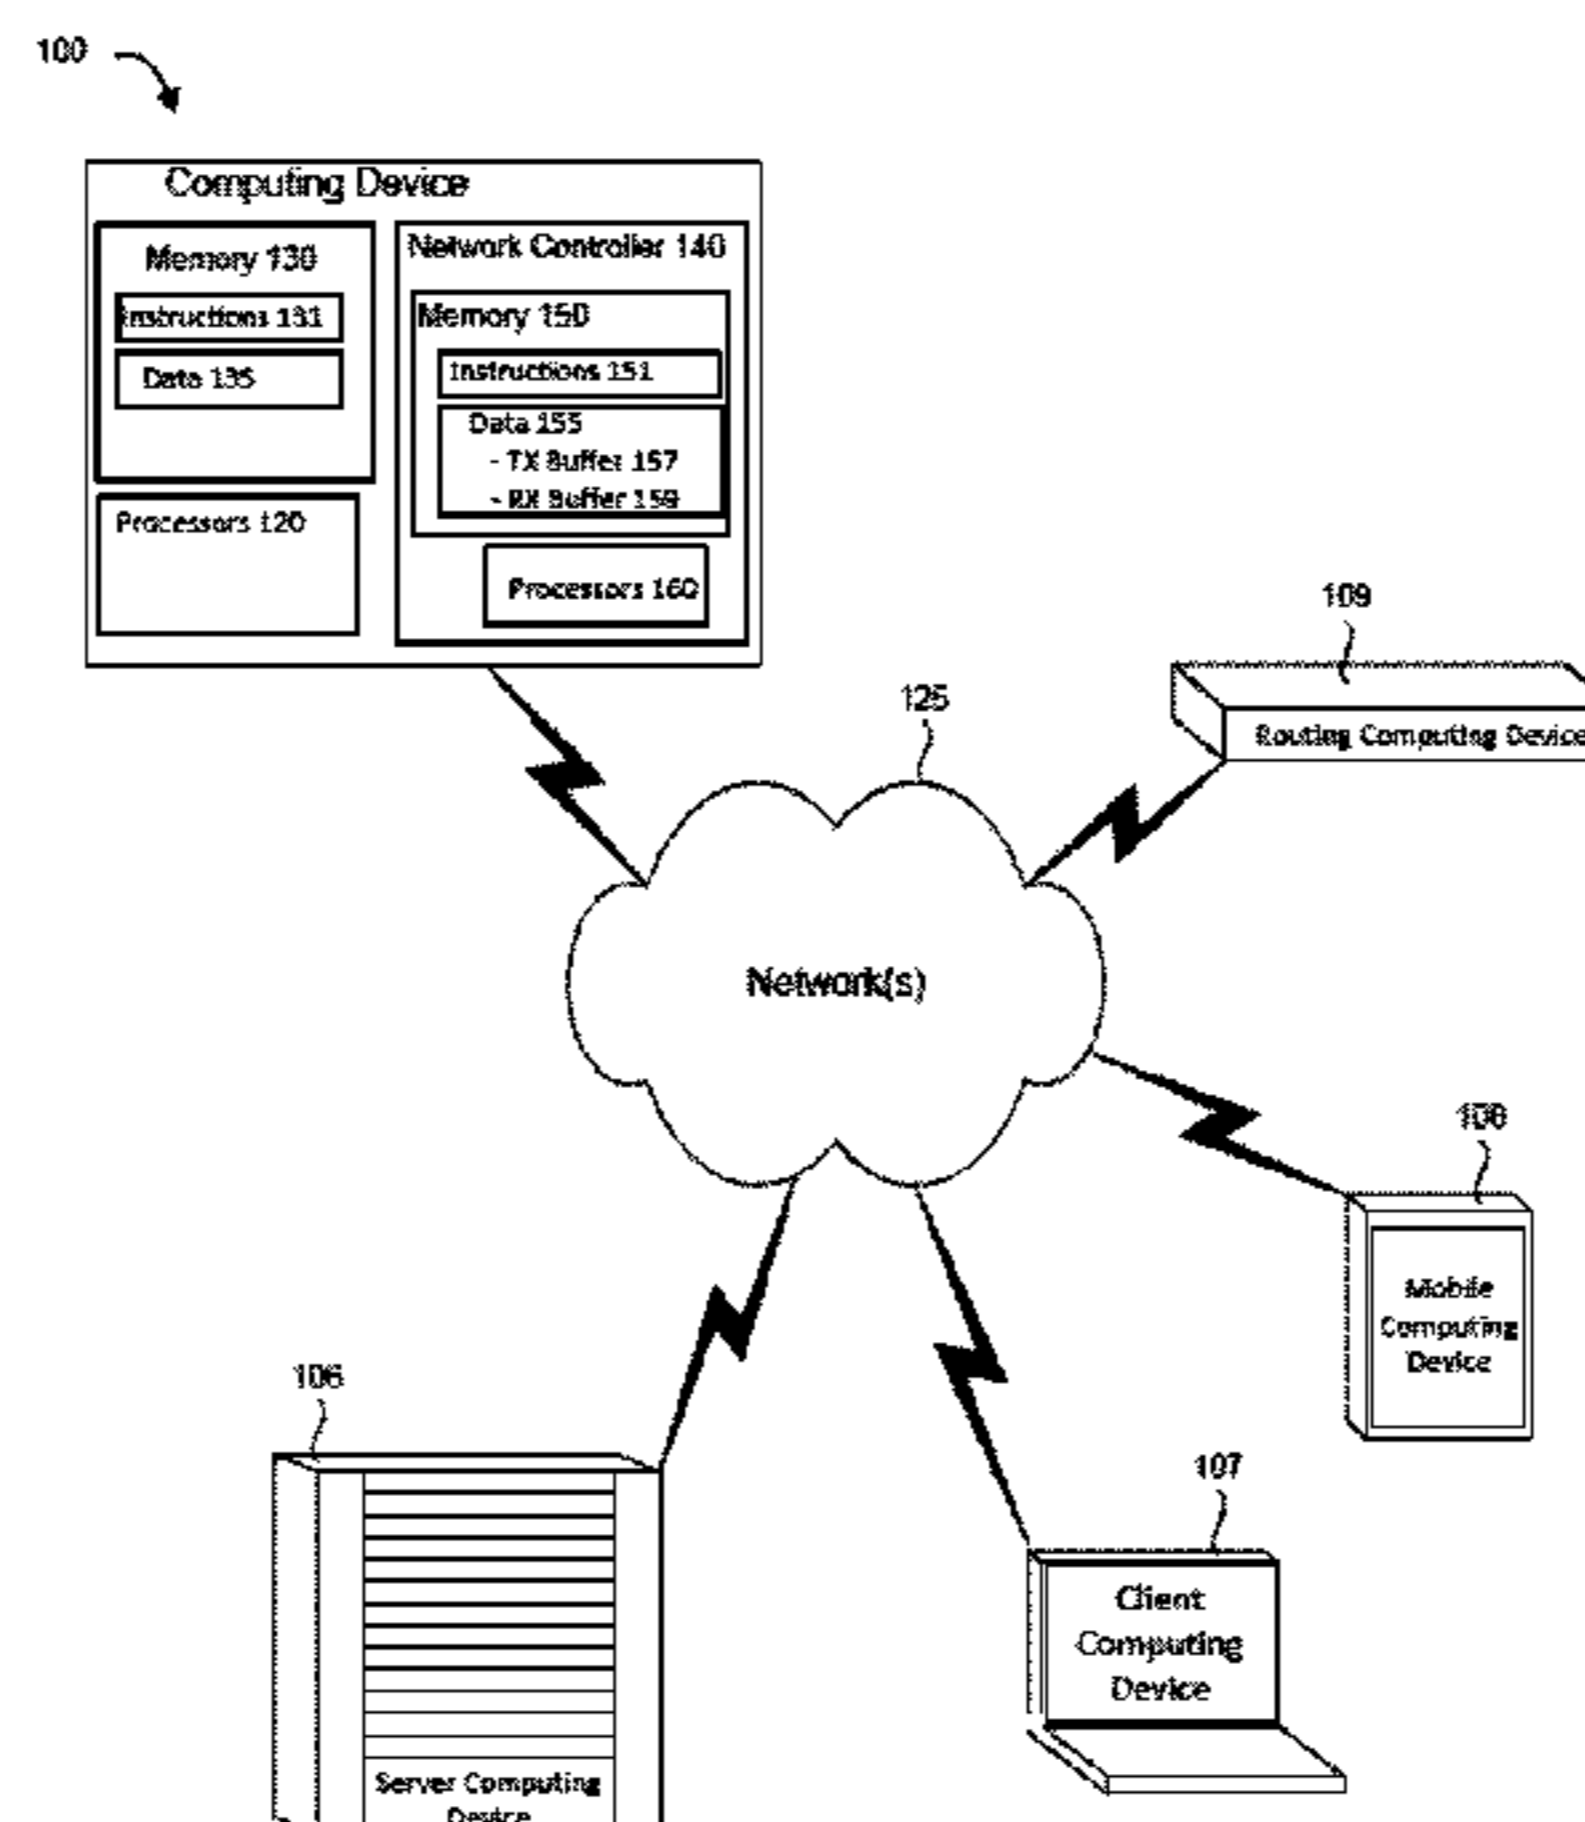 100
Computing Device
Memory 130
Instructions 131
Data 135
Processors 120
Network Controller 140
Memory 150
Instructions 151
Data 155
- TX Buffer 157
- RX Buffer 159
Processors 160
109
Routing Computing Device
125
Network(s)
108
Mobile
Computing
Device
106
Server Computing
Device
107
Client
Computing
Device